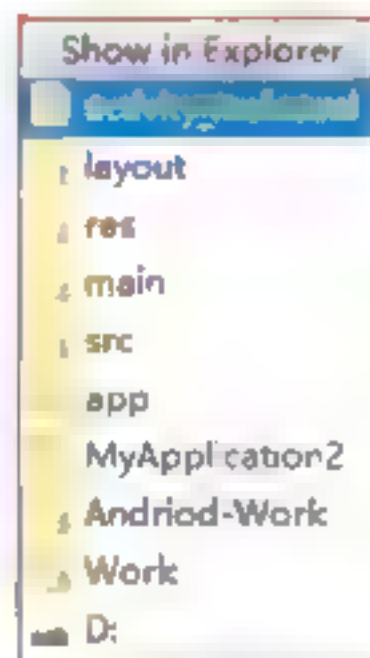 Show in Explorer
layout
res
main
src
app
MyApplication2
Andriod-Work
Work
D: